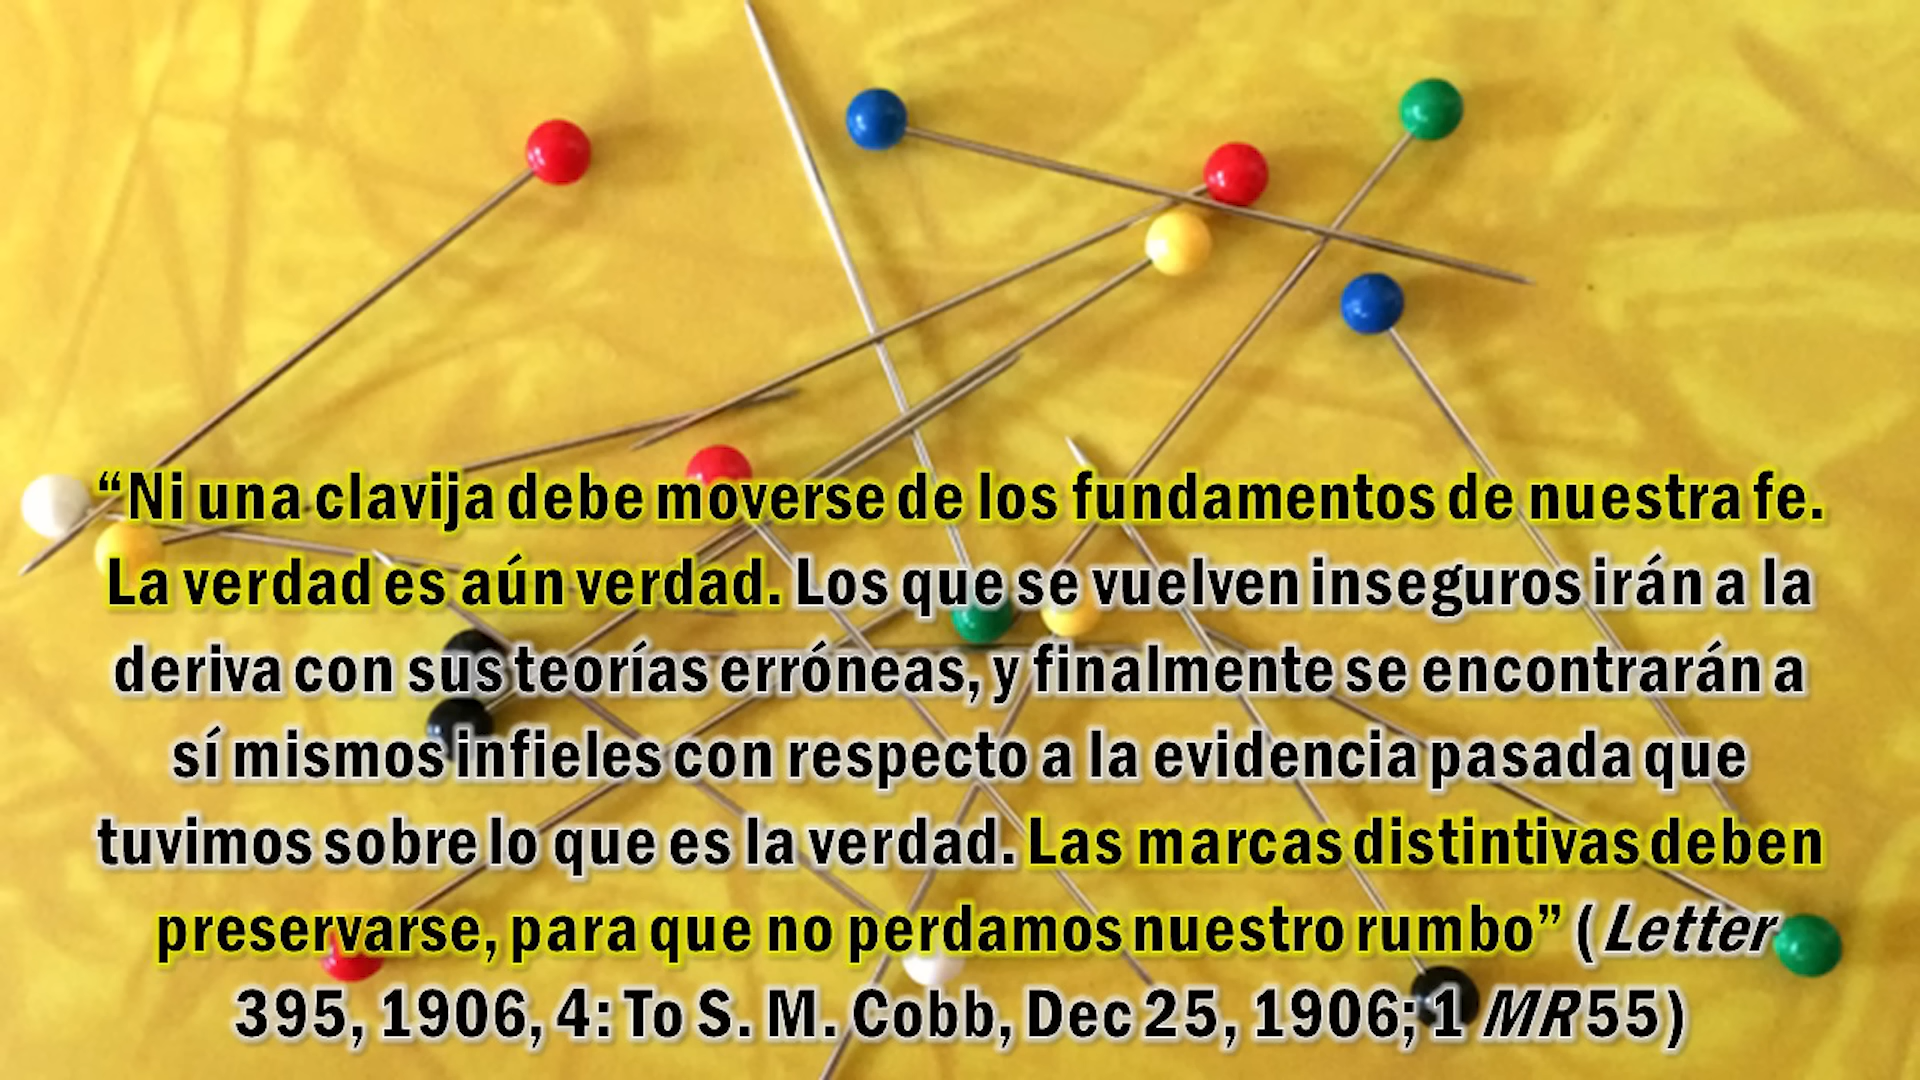 “Ni una clavija debe moverse de los fundamentos de nuestra fe.
La verdad es aún verdad. Los que se vuelven inseguros irán a la
deriva con sus teorías erróneas, y finalmente se encontrarán a
sí mismos infieles con respecto a la evidencia pasada que
tuvimos sobre lo que es la verdad. Las marcas distintivas deben
preservarse, para que no perdamos nuestro rumbo” (Letter
395, 1906, 4: To S. M. Cobb, Dec 25, 1906; 1 MR 55)